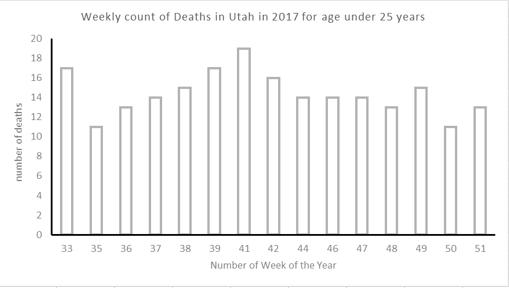 Weekly count of Deaths in Utah in 2017 for age under 25 years
number of deaths
20
18
16
14
12
10
8
6
4
2
0
33 35 36 37 38 39 41 42 44 46 47 48 49 50 51
Number of Week of the Year